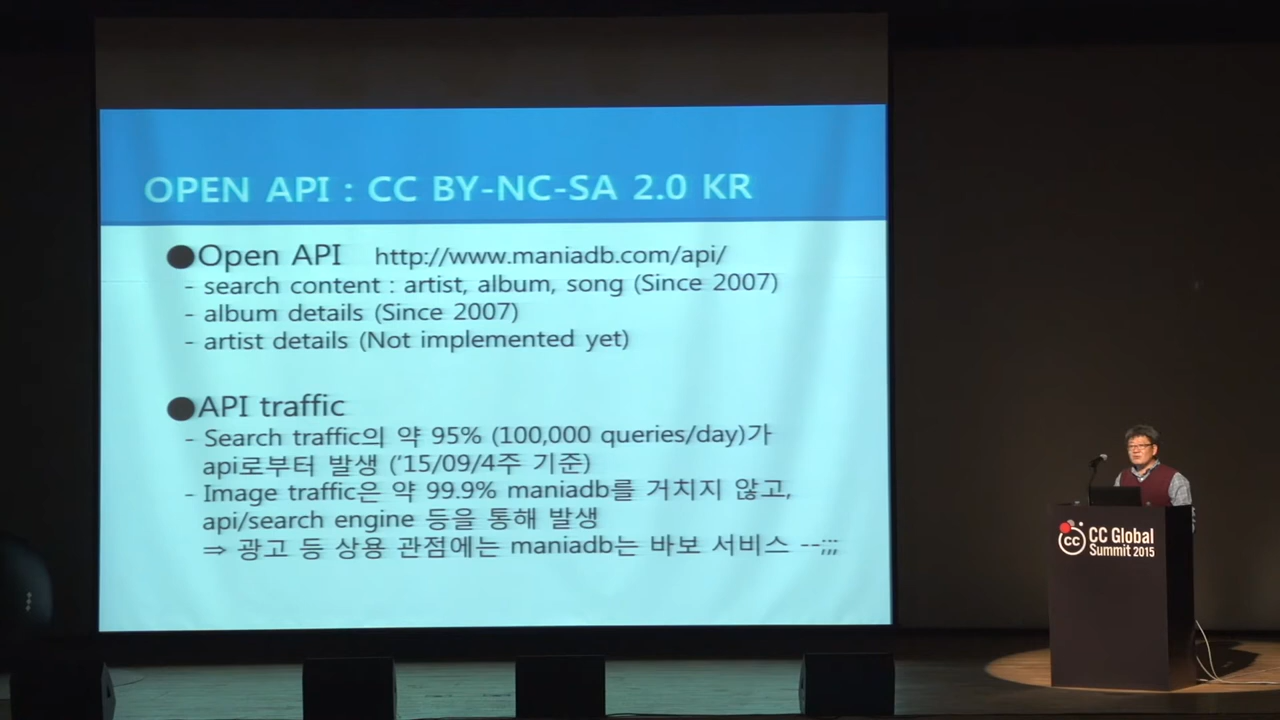 OPEN API : CC BY-NC-SA 2.0 KR
●Open API http://www.maniadb.com/api/
- search content : artist, album, song (Since 2007)
- album details (Since 2007)
- artist details (Not implemented yet)
●API traffic
- Search traffic의 약 95% (100,000 queries/day)가
api로부터 발생 ('15/09/4주 기준)
- Image traffic은 약 99.9% maniadb를 거치지 않고,
api/search engine 등을 통해 발생
⇒ 광고 등 상용 관점에는 maniadb는 바보 서비스 --;;;
cc CC Global
Summit 2015